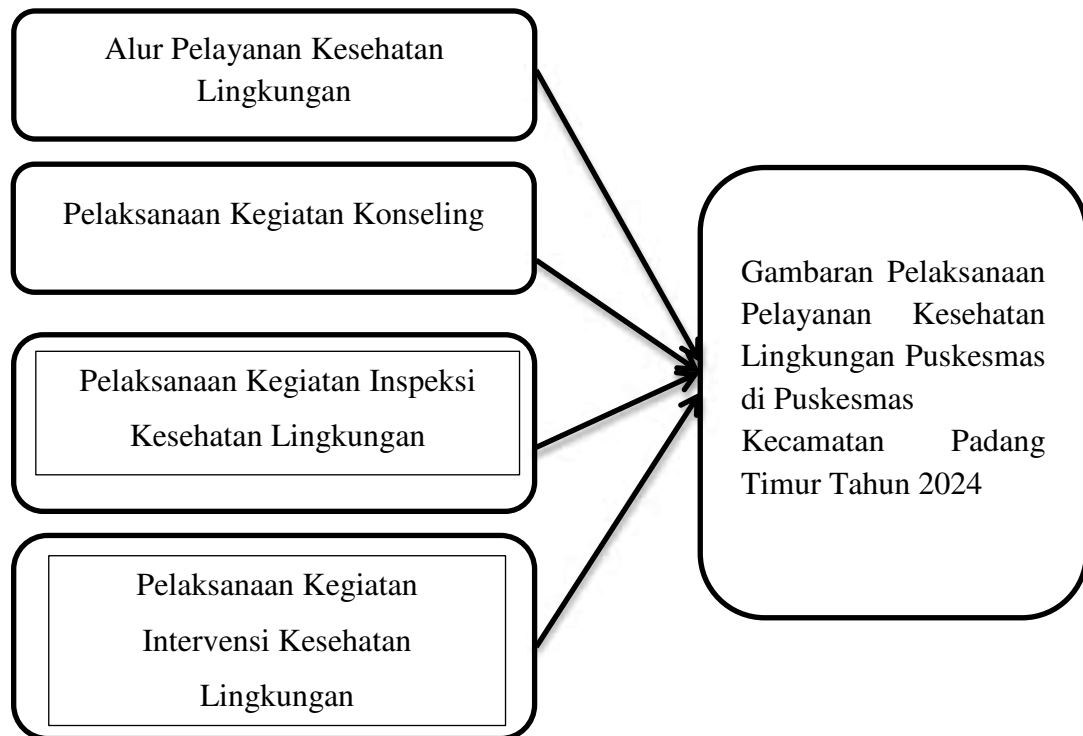 Alur Pelayanan Kesehatan
Lingkungan
Pelaksanaan Kegiatan Konseling
Pelaksanaan Kegiatan Inspeksi
Kesehatan Lingkungan
Pelaksanaan Kegiatan
Intervensi Kesehatan
Lingkungan
Gambaran Pelaksanaan
Pelayanan Kesehatan
Lingkungan Puskesmas
di Puskesmas
Kecamatan Padang
Timur Tahun 2024